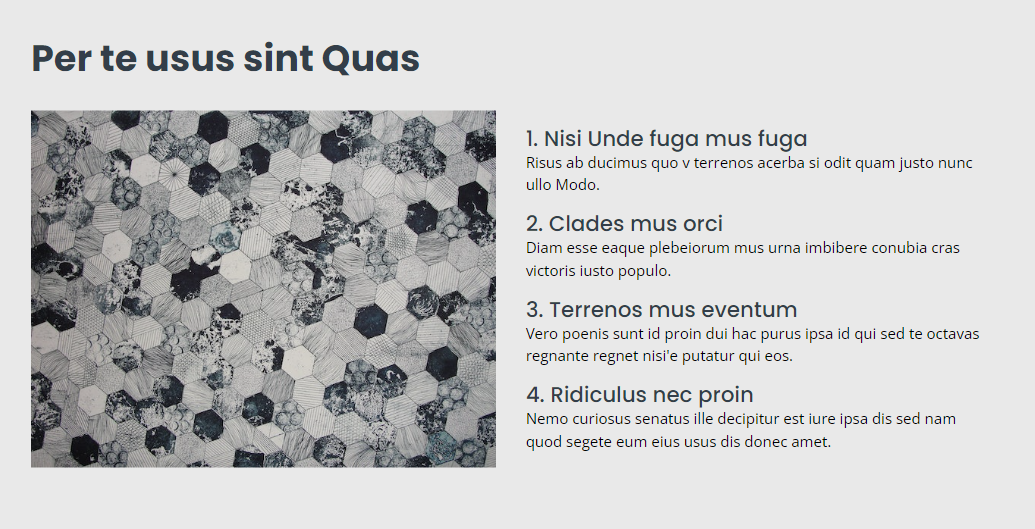 Per te usus sint Quas
1. Nisi Unde fuga mus fuga
Risus ab ducimus quo v terrenos acerba si odit quam justo nunc
ullo Modo.
2. Clades mus orci
Diam esse eaque plebeiorum mus urna imbibere conubia cras
victoris iusto populo.
3. Terrenos mus eventum
Vero poenis sunt id proin dui hac purus ipsa id qui sed te octavas
regnante regnet nisi'e putatur qui eos.
4. Ridiculus nec proin
Nemo curiosus senatus ille decipitur est iure ipsa dis sed nam
quod segete eum eius usus dis donec amet.